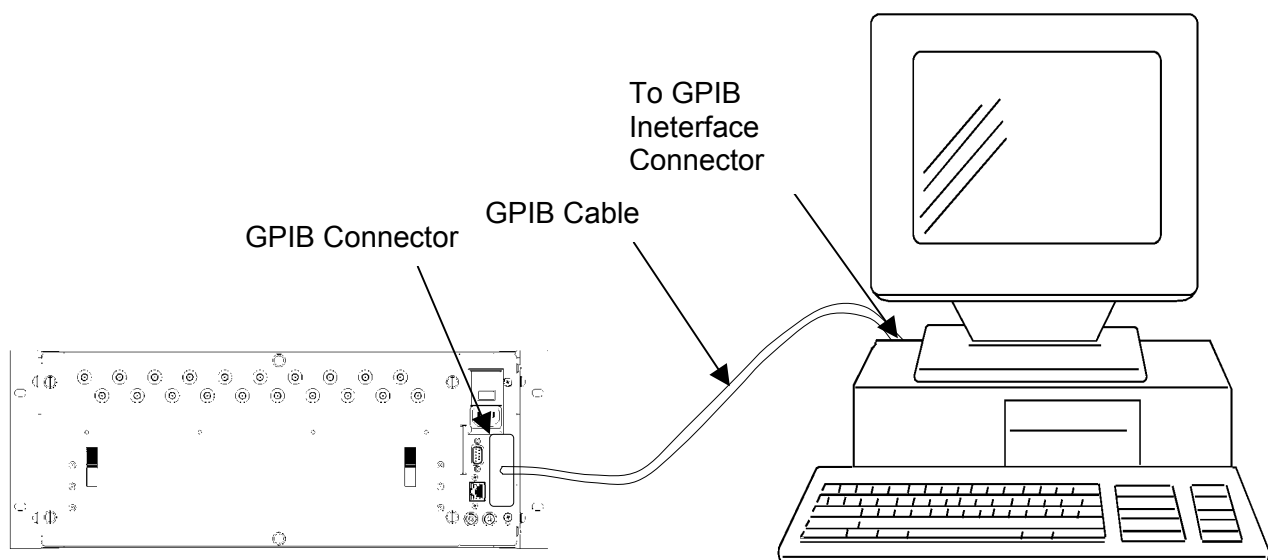 To GPIB
Ineterface
Connector
GPIB Cable
GPIB Connector